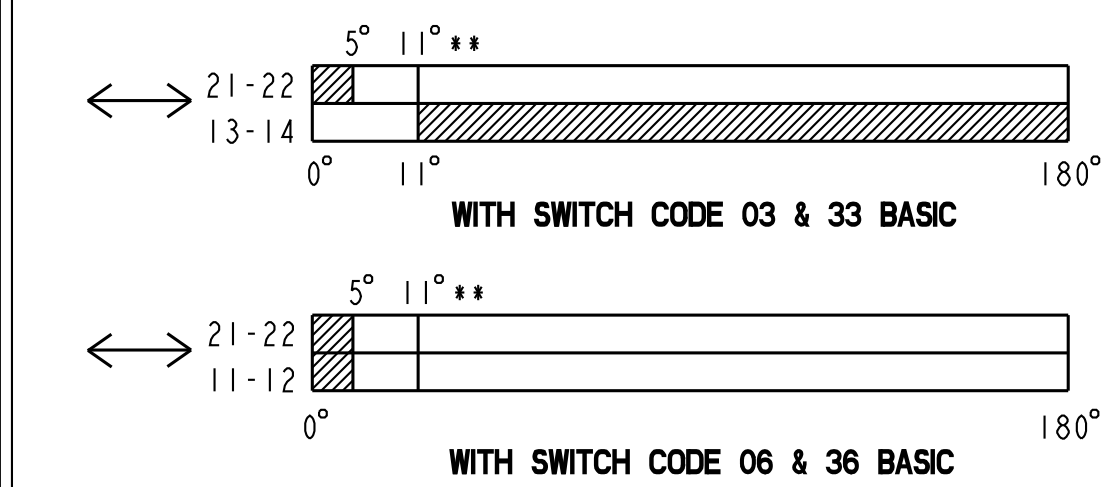 5° 11° **
21-22
13-14
0° 11° 180°
WITH SWITCH CODE 03 & 33 BASIC
5° 11° **
21-22
11-12
0° 180°
WITH SWITCH CODE 06 & 36 BASIC